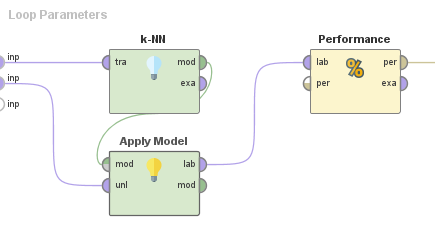 Loop Parameters
k-NN
Performance
inp
tra
mod
lab
%
per
inp
exa
per
exa
inp
Apply Model
mod
lab
unl
mod